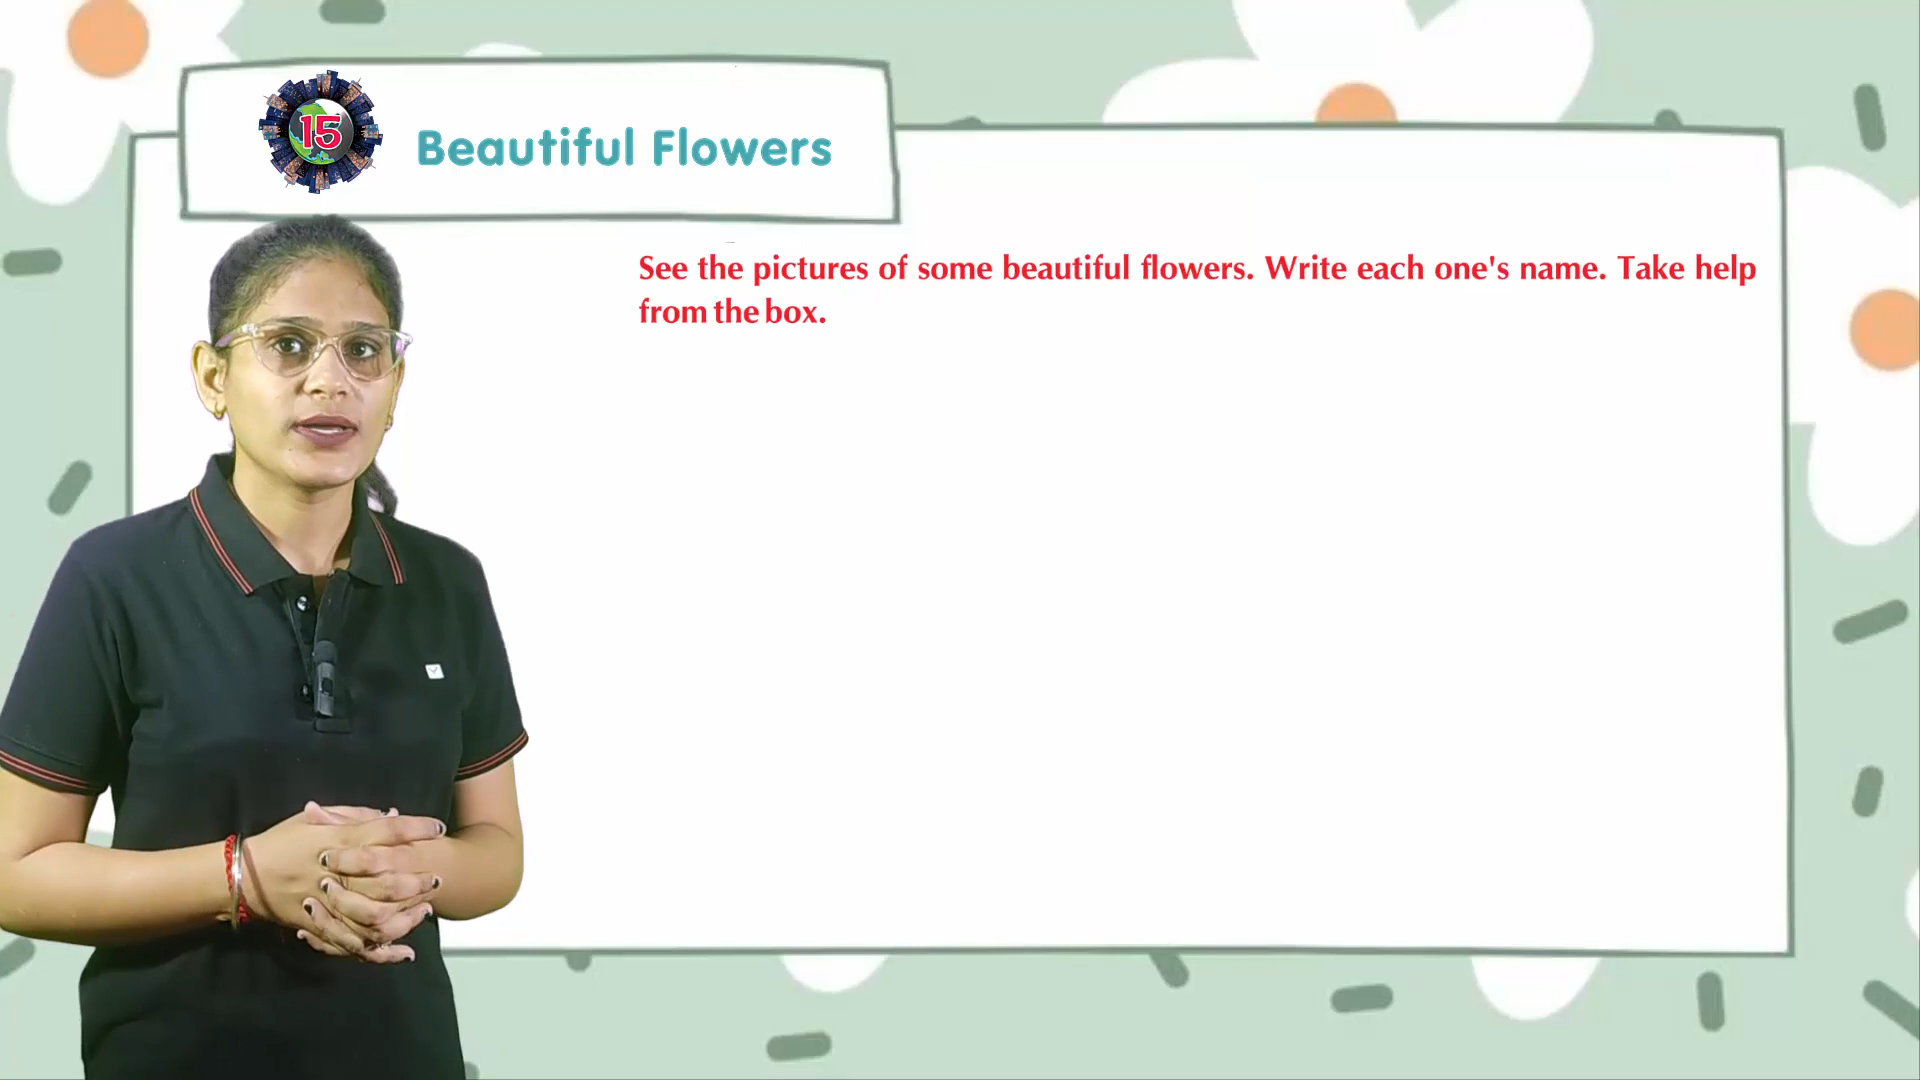 15
Beautiful Flowers
See the pictures of some beautiful flowers. Write each one's name. Take help
from the box.